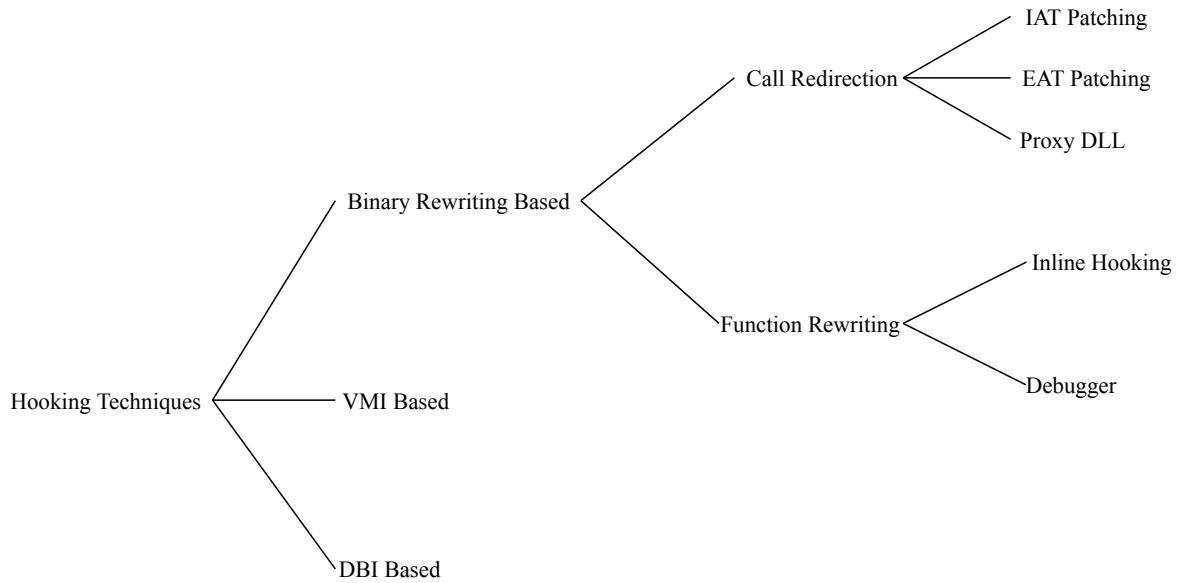 IAT Patching
Call Redirection
EAT Patching
Proxy DLL
Binary Rewriting Based
Inline Hooking
Function Rewriting
Debugger
Hooking Techniques
VMI Based
DBI Based